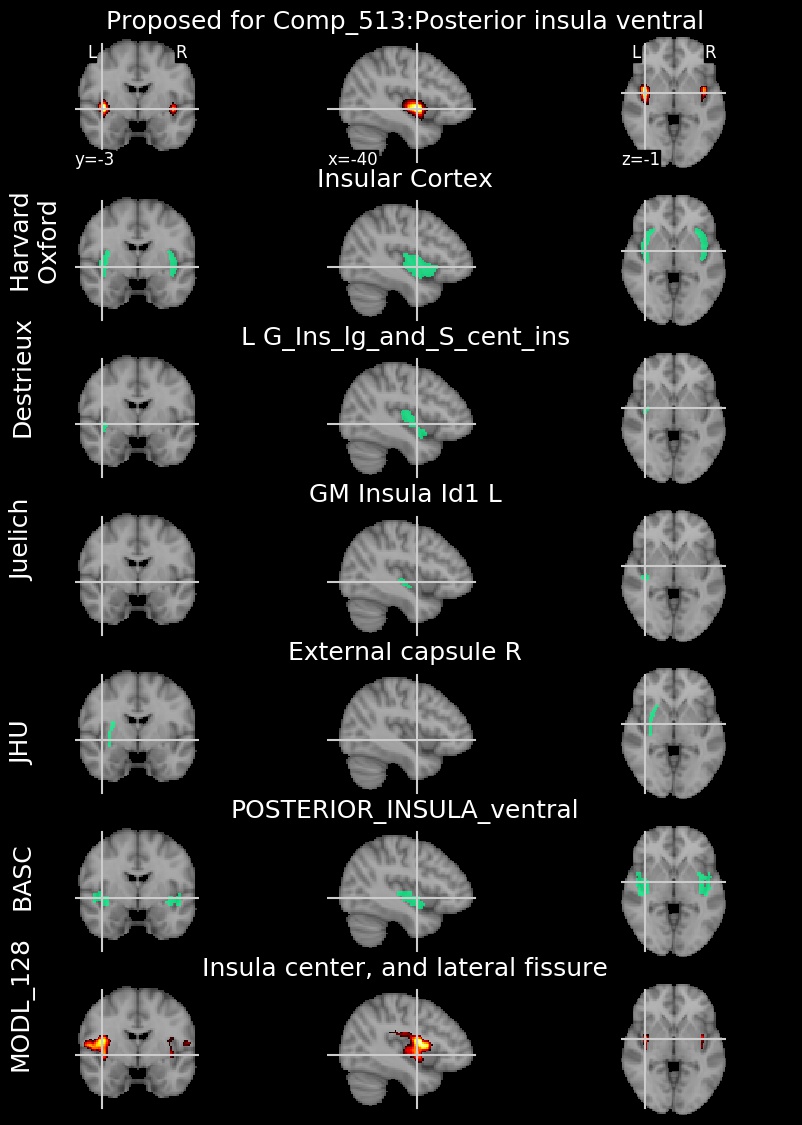 Proposed for Comp_513:Posterior insula ventral
L R L R
y=-3 x=-40 z=-1
Insular Cortex
Harvard
Oxford
L G_Ins_lg_and_S_cent_ins
Destrieux
GM Insula Id1 L
Juelich
External capsule R
JHU
POSTERIOR_INSULA_ventral
BASC
Insula center, and lateral fissure
MODL_128